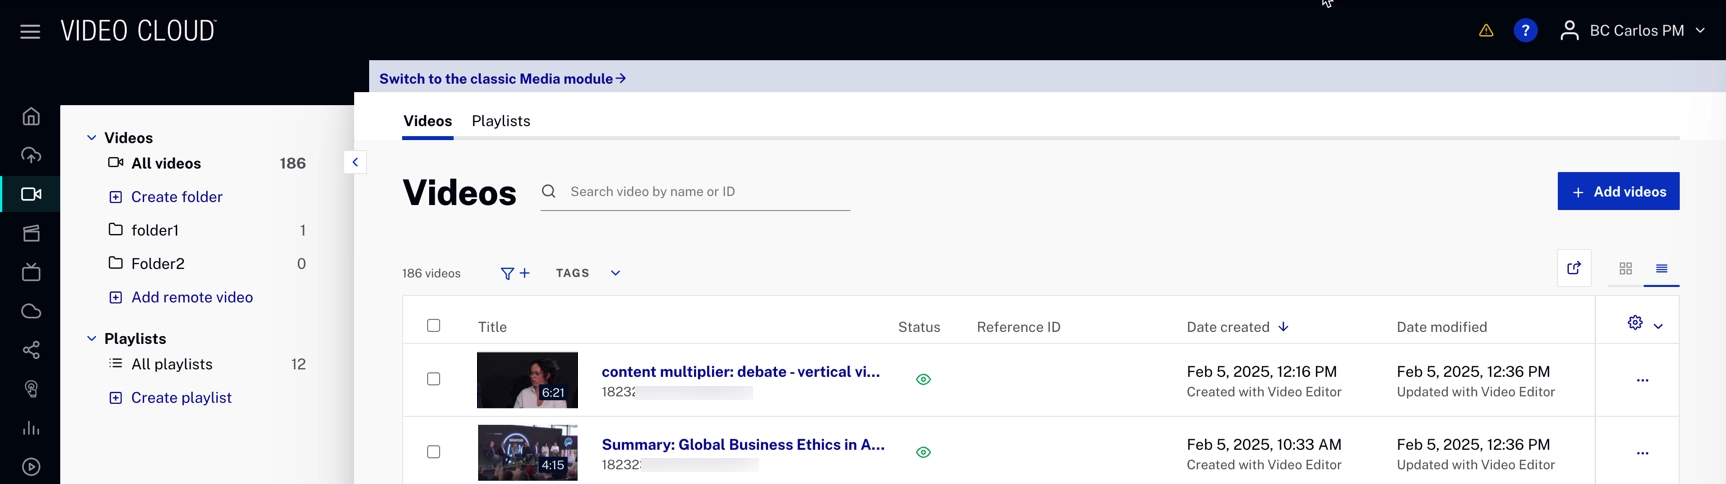 VIDEO CLOUD™
?
BC Carlos PM
Switch to the classic Media module→
Videos
All videos 186
Create folder
folder1 1
Folder2 0
Add remote video
Playlists
All playlists 12
Create playlist
Videos Playlists
Videos
Search video by name or ID
+ Add videos
186 videos
TAGS
Title Status Reference ID Date created ↓ Date modified
6:21
content multiplier: debate - vertical vi...
Feb 5, 2025, 12:16 PM
Feb 5, 2025, 12:36 PM
18232
Created with Video Editor
Updated with Video Editor
4:15
Summary: Global Business Ethics in A...
Feb 5, 2025, 10:33 AM
Feb 5, 2025, 12:36 PM
18232
Created with Video Editor
Updated with Video Editor